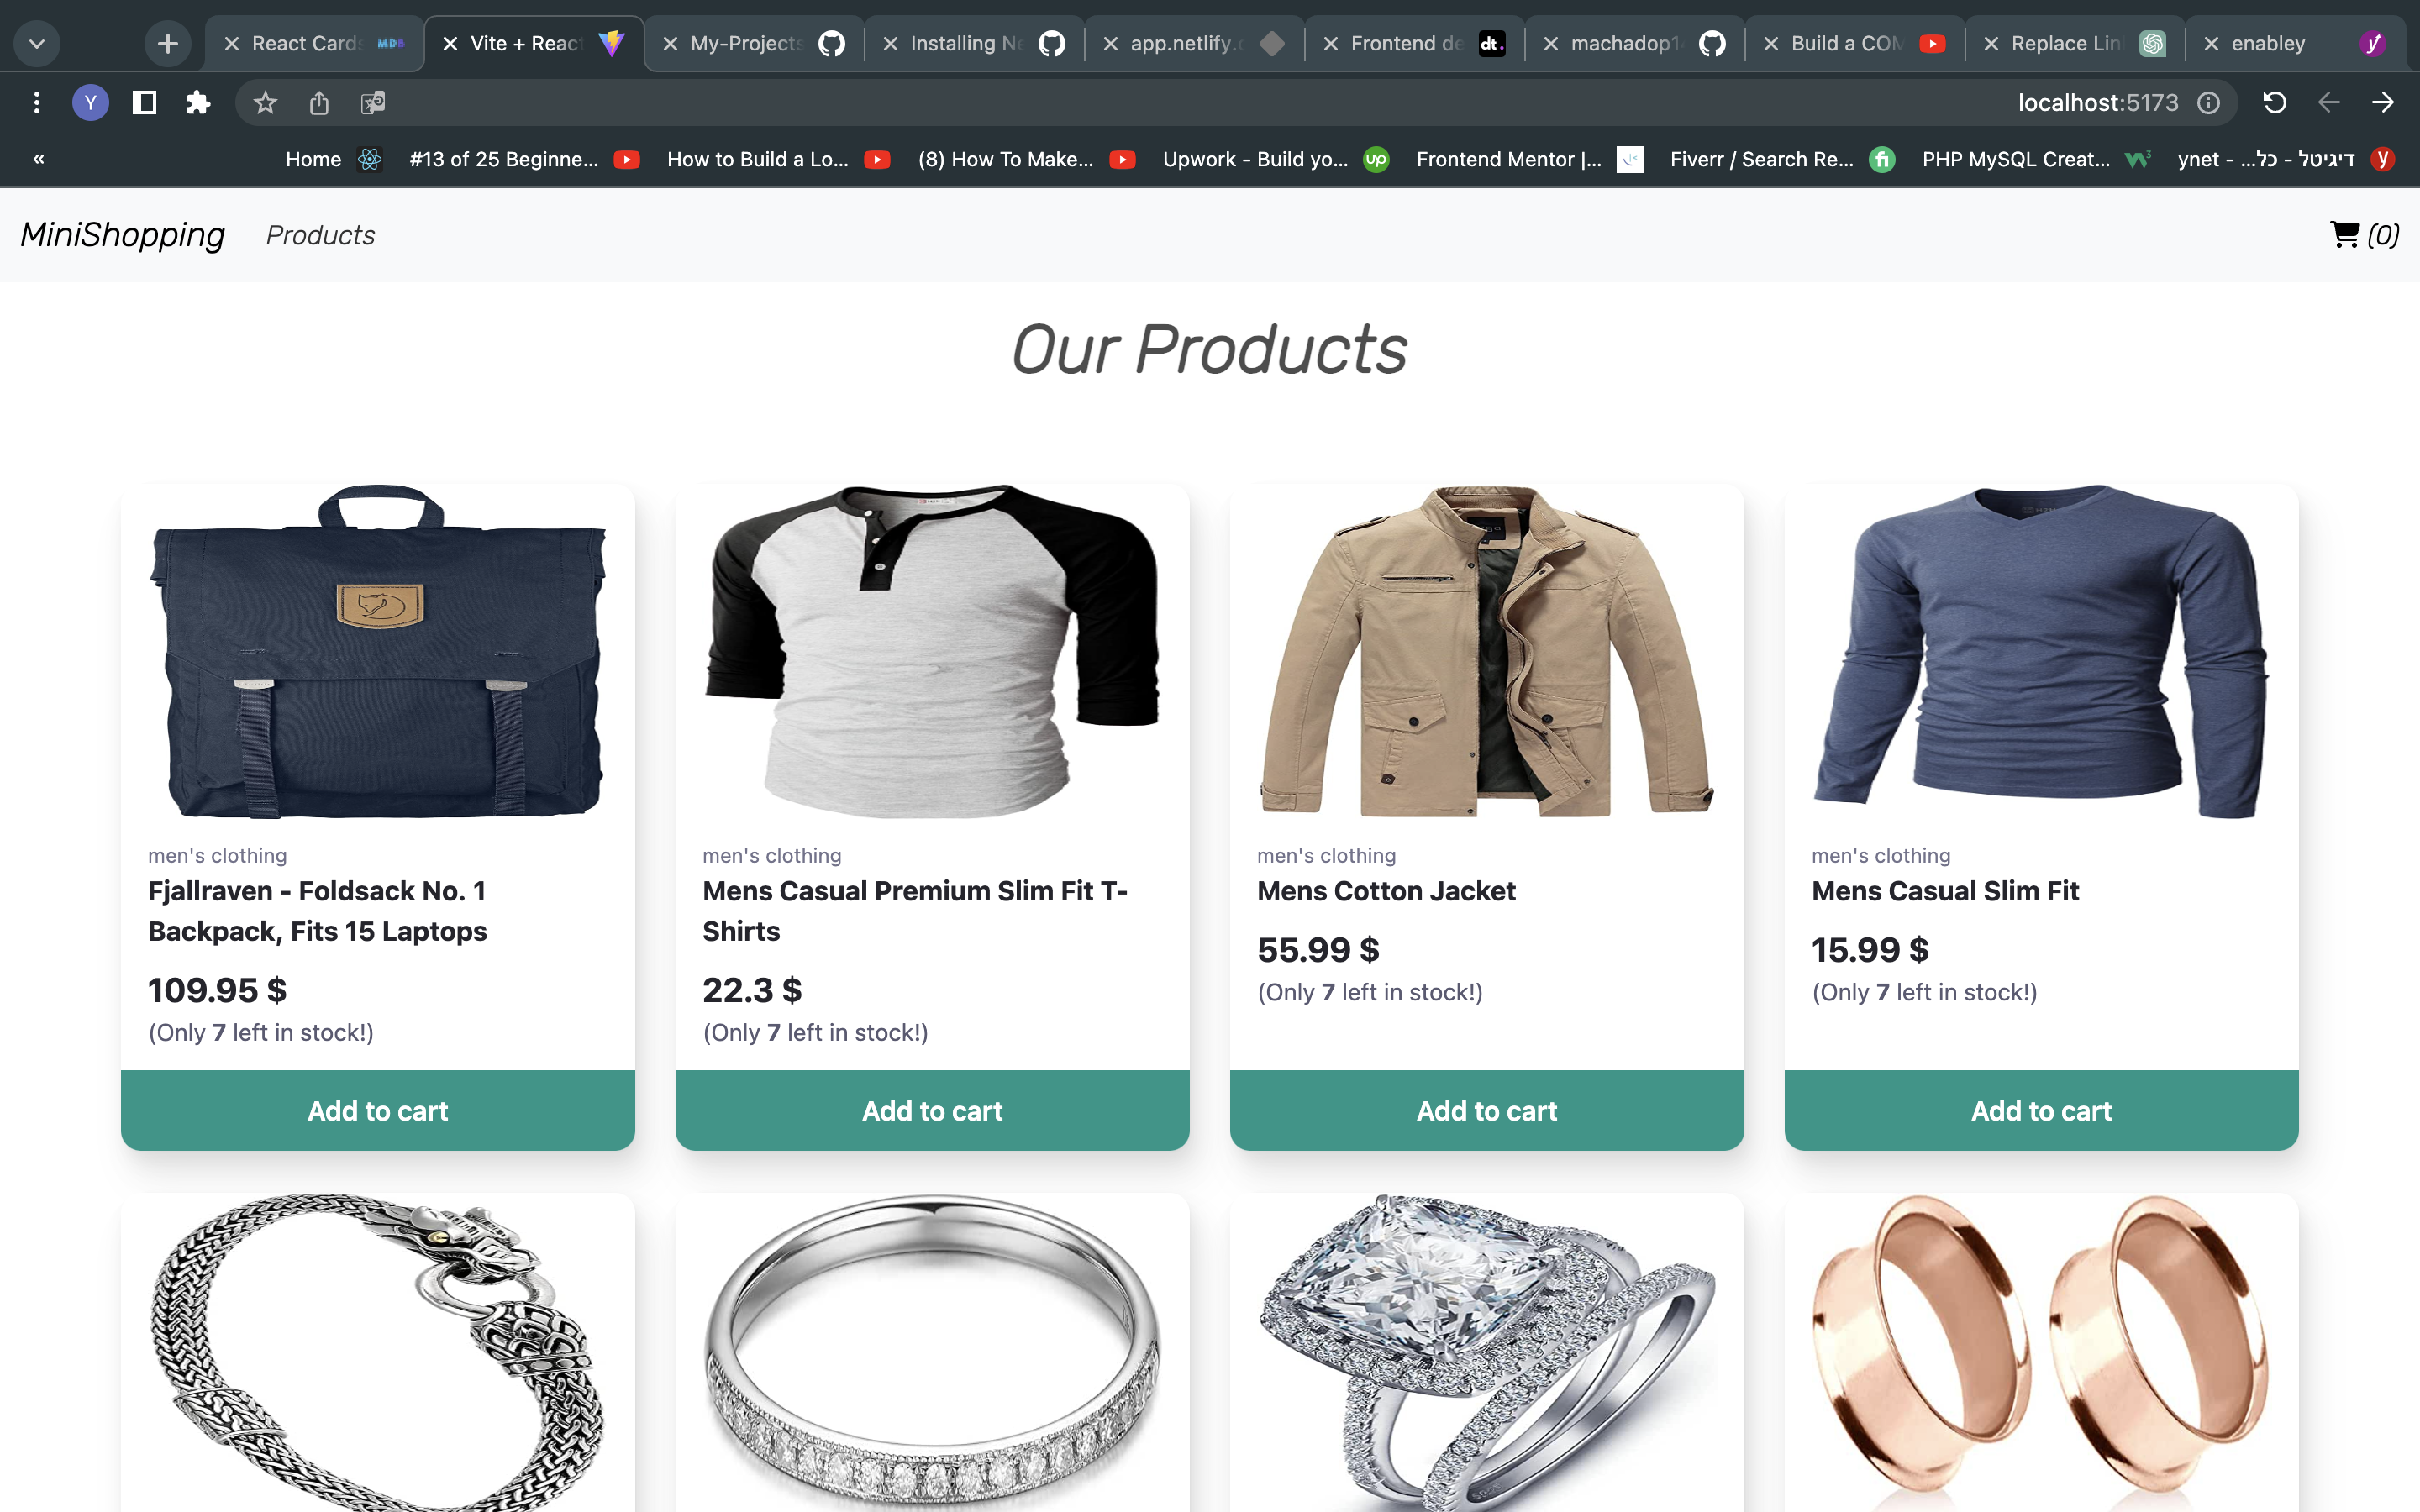 React Cards
Vite + React
My-Projects
Installing Ne
app.netlify.c
Frontend de
machadop1
Build a COM
Replace Lin
enabley
Y
localhost:5173
«
Home
#13 of 25 Beginne...
How to Build a Lo...
(8) How To Make...
Upwork - Build yo...
Frontend Mentor |...
Fiverr / Search Re...
PHP MySQL Creat...
ynet - ...דיגיטל - כל
MiniShopping
Products
(0)
Our Products
men's clothing
Fjallraven - Foldsack No. 1
Backpack, Fits 15 Laptops
109.95 $
(Only 7 left in stock!)
Add to cart
men's clothing
Mens Casual Premium Slim Fit T-
Shirts
22.3 $
(Only 7 left in stock!)
Add to cart
men's clothing
Mens Cotton Jacket
55.99 $
(Only 7 left in stock!)
Add to cart
men's clothing
Mens Casual Slim Fit
15.99 $
(Only 7 left in stock!)
Add to cart